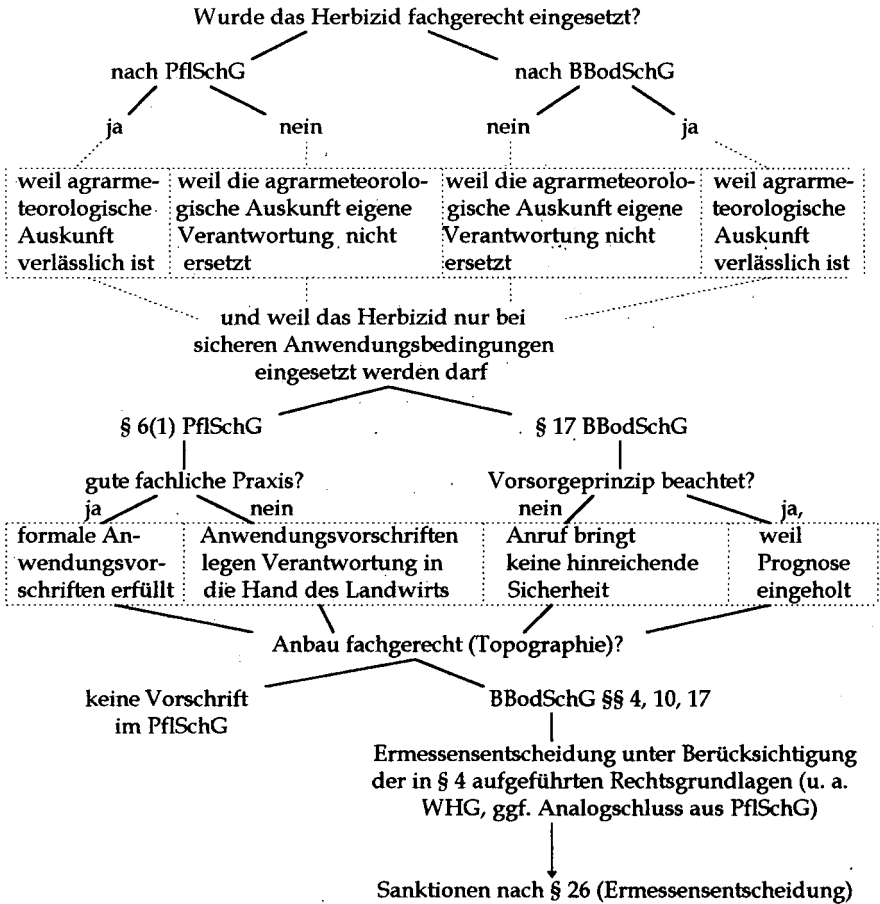 Wurde das Herbizid fachgerecht eingesetzt?
nach PflSchG
nach BBodSchG
ja
nein
nein
ja
weil agrarme-
teorologische
Auskunft
verlässlich ist
weil die agrarmeteorolo-
gische Auskunft eigene
Verantwortung nicht
ersetzt
weil die agrarmeteorolo-
gische Auskunft eigene
Verantwortung nicht
ersetzt
weil agrarme-
teorologische
Auskunft
verlässlich ist
und weil das Herbizid nur bei
sicheren Anwendungsbedingungen
eingesetzt werden darf
§ 6(1) PflSchG
§ 17 BBodSchG
gute fachliche Praxis?
Vorsorgeprinzip beachtet?
ja
nein
nein
ja,
formale An-
wendungsvor-
schriften erfüllt
Anwendungsvorschriften
legen Verantwortung in
die Hand des Landwirts
Anruf bringt
keine hinreichende
Sicherheit
weil
Prognose
eingeholt
Anbau fachgerecht (Topographie)?
keine Vorschrift
im PflSchG
BBodSchG §§ 4, 10, 17
Ermessensentscheidung unter Berücksichtigung
der in § 4 aufgeführten Rechtsgrundlagen (u. a.
WHG, ggf. Analogschluss aus PflSchG)
Sanktionen nach § 26 (Ermessensentscheidung)